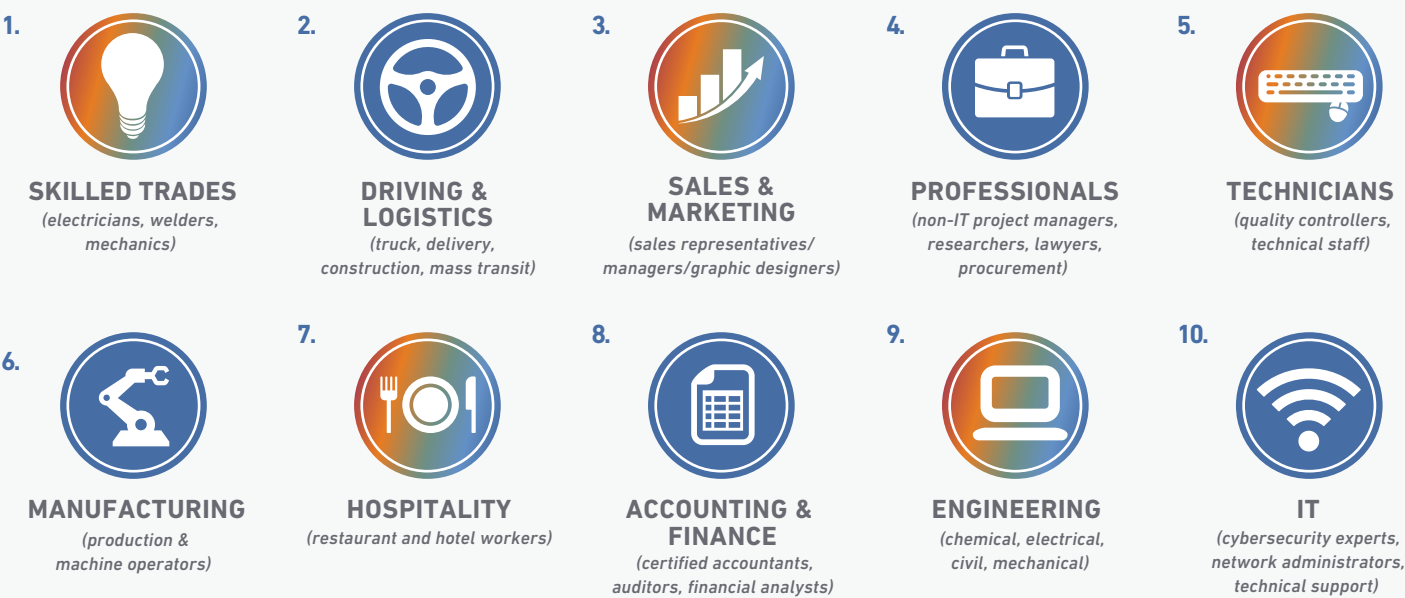 1.
SKILLED TRADES
(electricians, welders,
mechanics)
2.
DRIVING &
LOGISTICS
(truck, delivery,
construction, mass transit)
3.
SALES &
MARKETING
(sales representatives/
managers/graphic designers)
4.
PROFESSIONALS
(non-IT project managers,
researchers, lawyers,
procurement)
5.
TECHNICIANS
(quality controllers,
technical staff)
6.
MANUFACTURING
(production &
machine operators)
7.
HOSPITALITY
(restaurant and hotel workers)
8.
ACCOUNTING &
FINANCE
(certified accountants,
auditors, financial analysts)
9.
ENGINEERING
(chemical, electrical,
civil, mechanical)
10.
IT
(cybersecurity experts,
network administrators,
technical support)